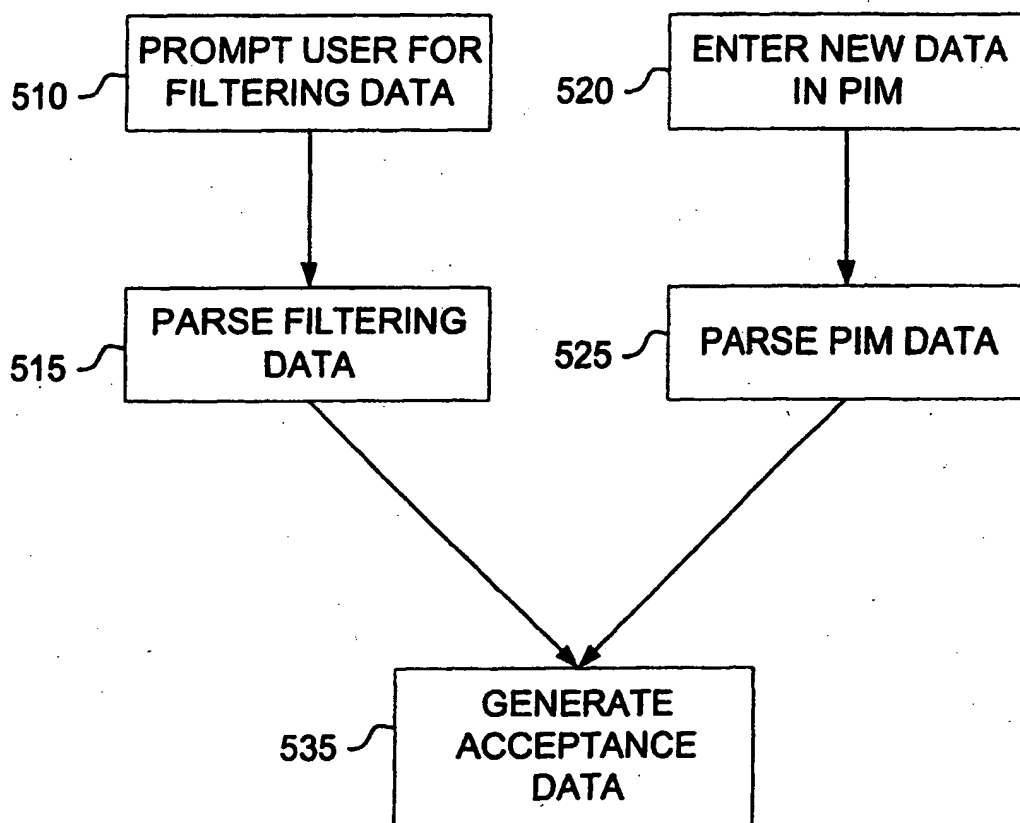 PROMPT USER FOR
FILTERING DATA
510
ENTER NEW DATA
IN PIM
520
PARSE FILTERING
DATA
515
PARSE PIM DATA
525
GENERATE
ACCEPTANCE
DATA
535